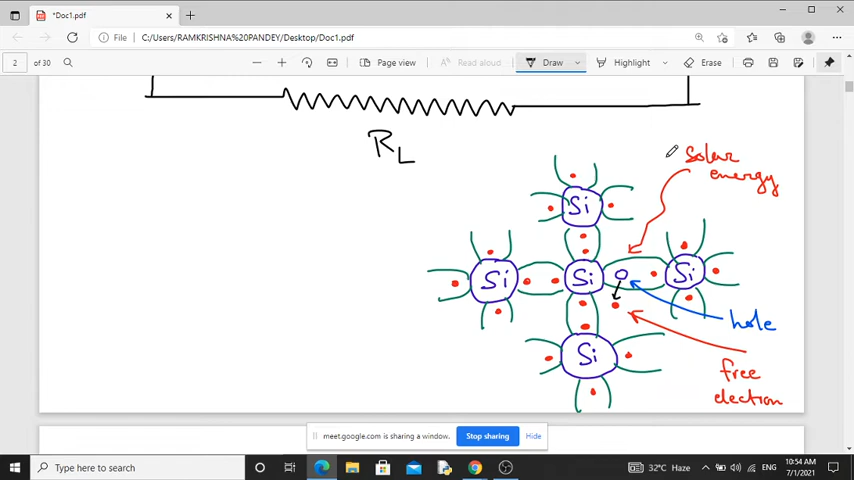 *Doc1.pdf
File
C:/Users/RAMKRISHNA%20PANDEY/Desktop/Doc1.pdf
2
of 30
Page view
Read aloud
Draw
Highlight
Erase
RL
solar
energy
Si
Si
Si
Si
hole
Si
free
electron
meet.google.com is sharing a window.
Stop sharing
Hide
Type here to search
32°C Haze
ENG
10:54 AM
7/1/2021